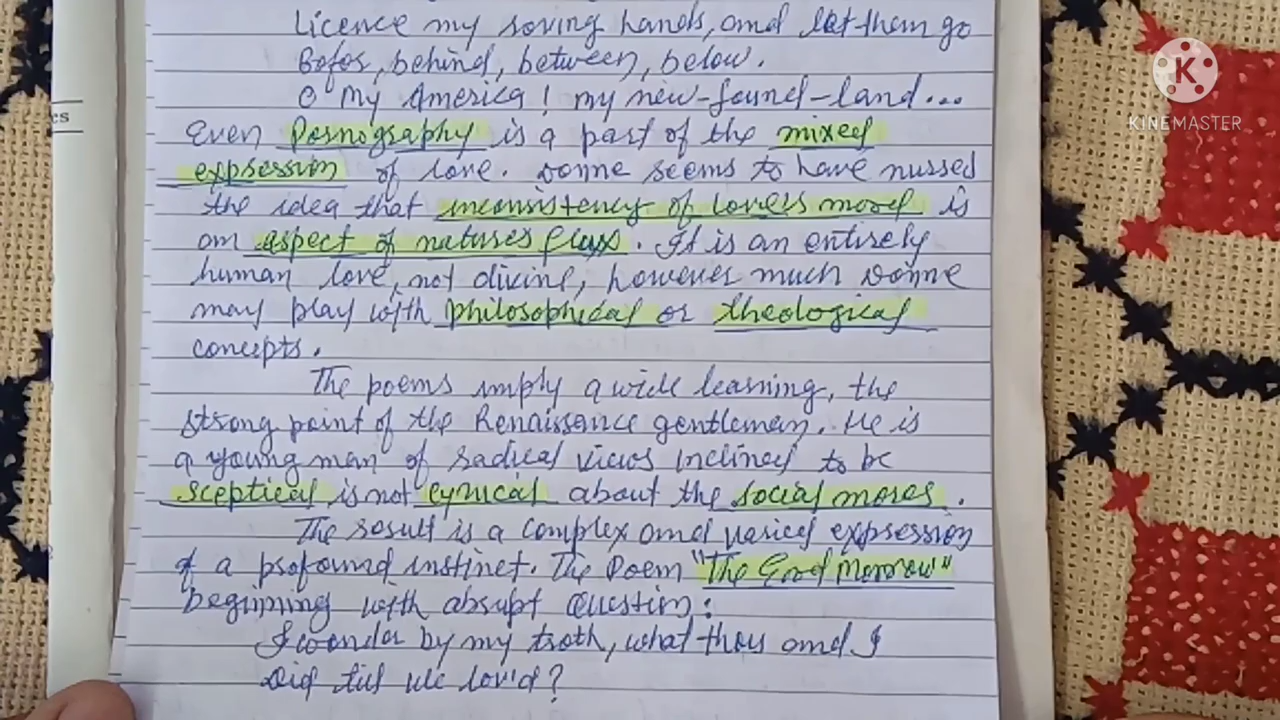 Licence my roving hands, and let them go
Before, behind, between, below.
O my America! my new-found-land...
Even Pornography is a part of the mixed
expression of love. Donne seems to have nursed
the idea that inconsistency of lovers mood is
an aspect of natures flux. It is an entirely
human love, not divine, however much Donne
may play with philosophical or theological
concepts.
The poems imply a wide learning, the
strong point of the Renaissance gentleman. He is
a young man of radical views inclined to be
sceptical is not cynical about the social mores.
The result is a complex and varied expression
of a profound instinct. The Poem "The Good Morrow"
beginning with abrupt Question:
I wonder by my troth, what thou and I
Did till we lov'd?
cs
K
KINEMASTER